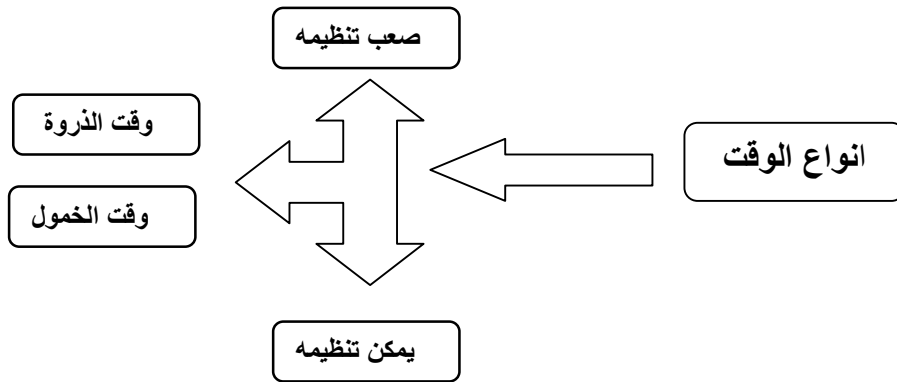 صعب تنظيمه
انواع الوقت
وقت الذروة
وقت الخمول
يمكن تنظيمه